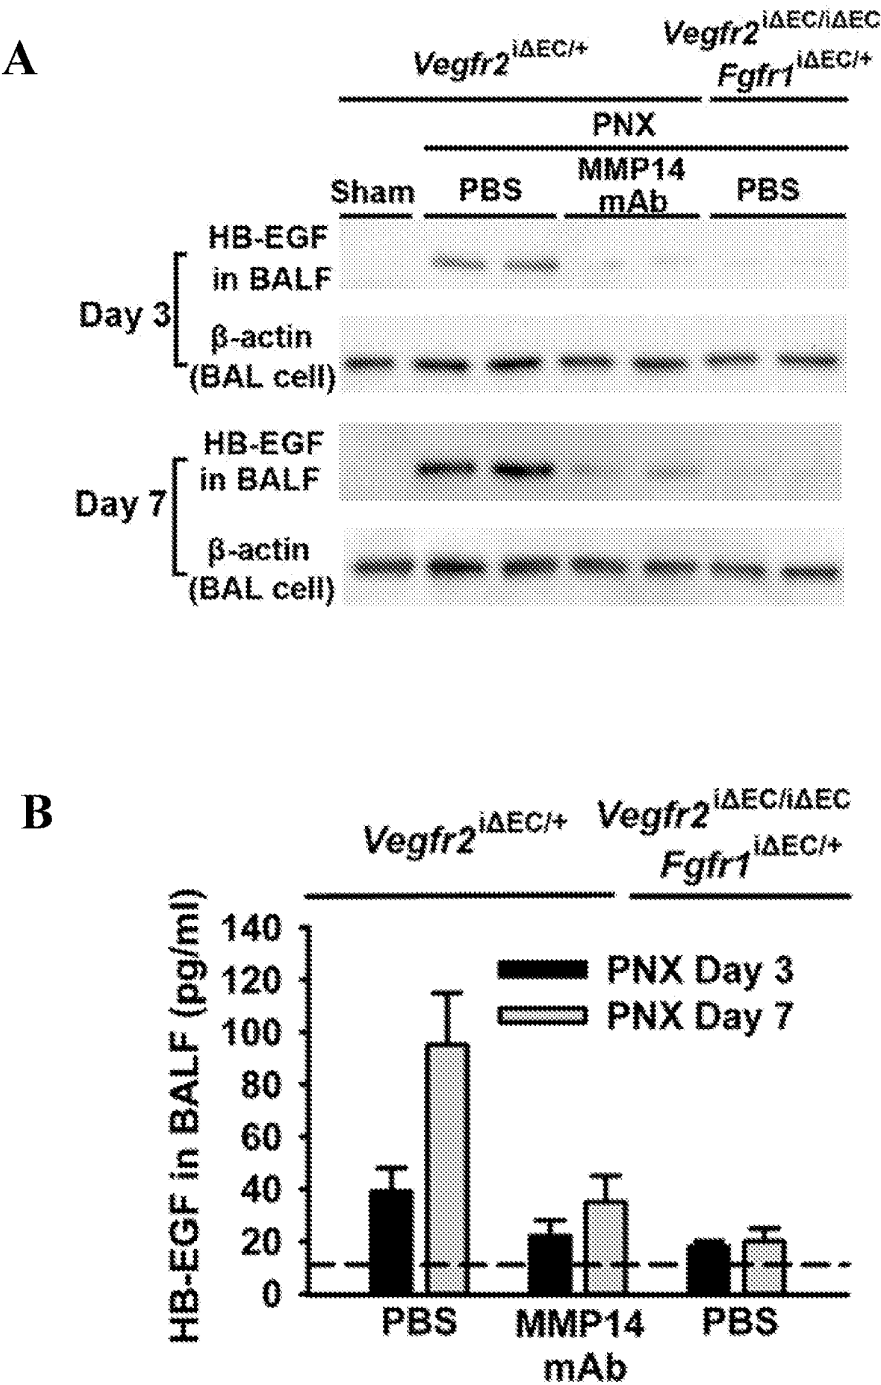 A
Vegfr2iΔEC/+
Vegfr2iΔEC/iΔEC
Fgfr1iΔEC/+
PNX
Sham
PBS
MMP14
mAb
PBS
Day 3
HB-EGF
in BALF
β-actin
(BAL cell)
Day 7
HB-EGF
in BALF
β-actin
(BAL cell)
B
Vegfr2iΔEC/+
Vegfr2iΔEC/iΔEC
Fgfr1iΔEC/+
HB-EGF in BALF (pg/ml)
140
120
100
80
60
40
20
0
PNX Day 3
PNX Day 7
PBS
MMP14
mAb
PBS